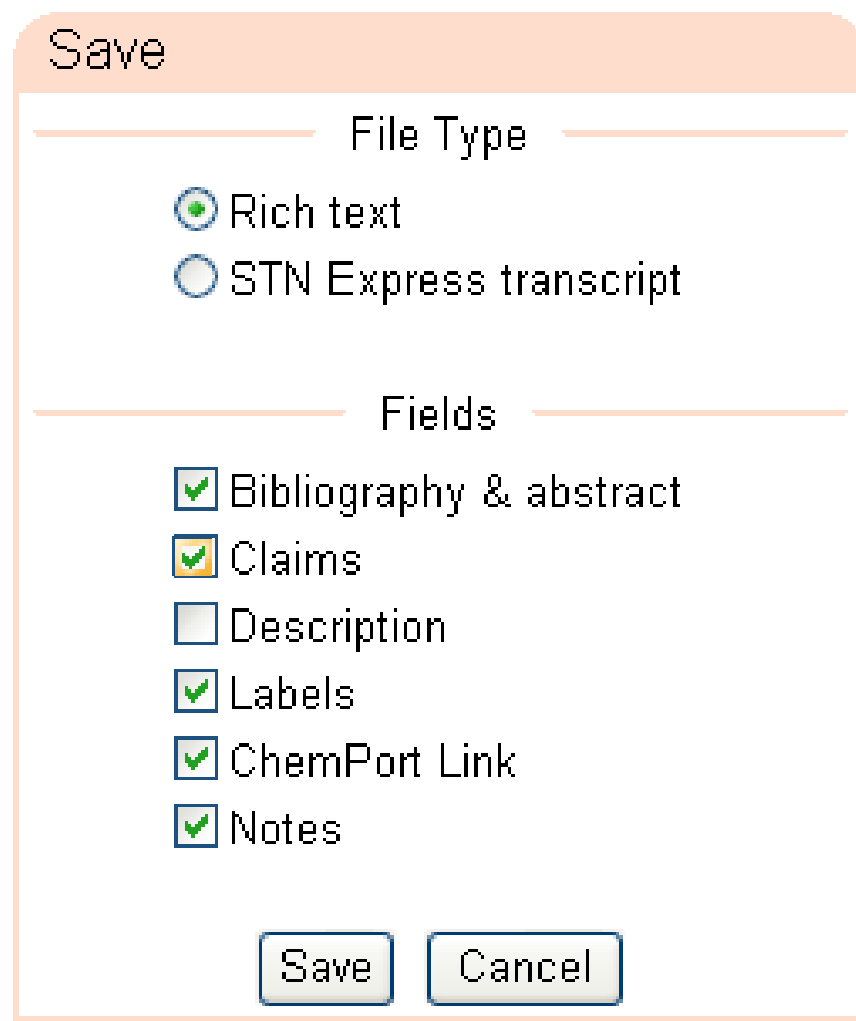 Save
File Type
Rich text
STN Express transcript
Fields
Bibliography & abstract
Claims
Description
Labels
ChemPort Link
Notes
Save Cancel